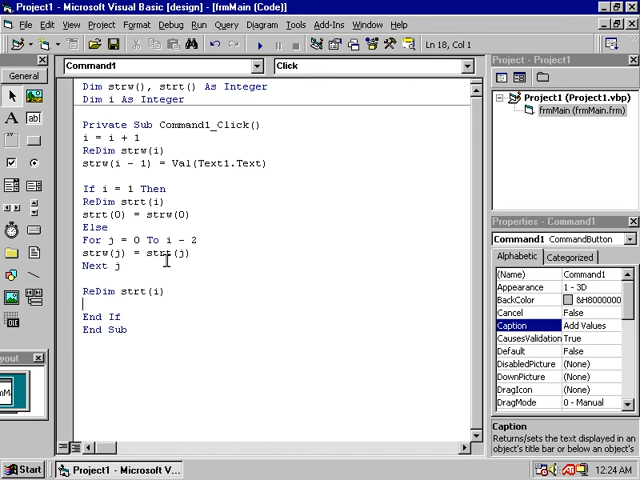 Project1 - Microsoft Visual Basic [design] - [frmMain (Code)]
File Edit View Project Format Debug Run Query Diagram Tools Add-Ins Window Help
Ln 18, Col 1
General
Command1 Click
Dim strw(), strt() As Integer
Dim i As Integer
Private Sub Command1_Click()
i = i + 1
ReDim strw(i)
strw(i - 1) = Val(Text1.Text)
If i = 1 Then
ReDim strt(i)
strt(0) = strw(0)
Else
For j = 0 To i - 2
strw(j) = strt(j)
Next j
ReDim strt(i)
End If
End Sub
Project - Project1
Project1 (Project1.vbp)
frmMain (frmMain.frm)
Properties - Command1
Command1 CommandButton
Alphabetic Categorized
(Name) Command1
Appearance 1 - 3D
BackColor &H8000000
Cancel False
Caption Add Values
CausesValidation True
Default False
DisabledPicture (None)
DownPicture (None)
DragIcon (None)
DragMode 0 - Manual
Caption
Returns/sets the text displayed in an
object's title bar or below an object's
Start
Project1 - Microsoft V...
12:24 AM